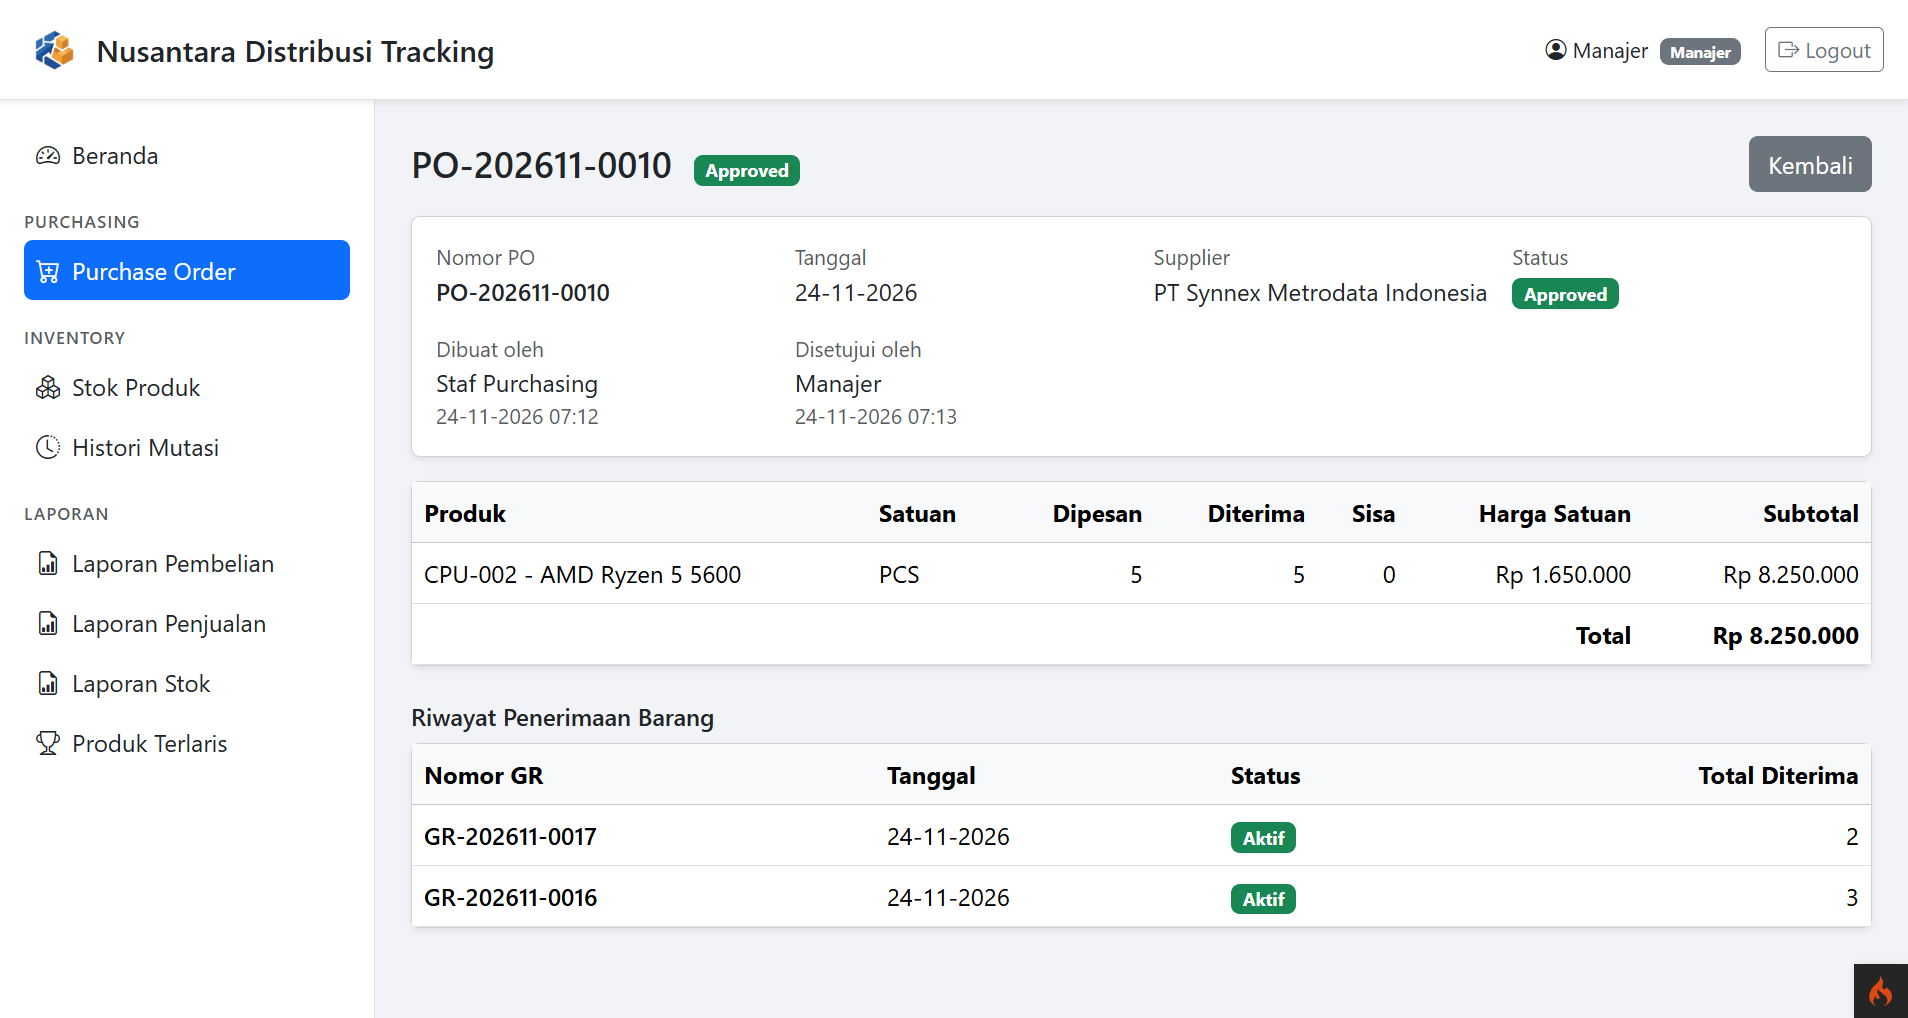 Nusantara Distribusi Tracking
Manajer Manajer Logout
Beranda
PURCHASING
Purchase Order
INVENTORY
Stok Produk
Histori Mutasi
LAPORAN
Laporan Pembelian
Laporan Penjualan
Laporan Stok
Produk Terlaris
PO-202611-0010 Approved
Kembali
Nomor PO Tanggal Supplier Status
PO-202611-0010 24-11-2026 PT Synnex Metrodata Indonesia Approved
Dibuat oleh Disetujui oleh
Staf Purchasing Manajer
24-11-2026 07:12 24-11-2026 07:13
Produk Satuan Dipesan Diterima Sisa Harga Satuan Subtotal
CPU-002 - AMD Ryzen 5 5600 PCS 5 5 0 Rp 1.650.000 Rp 8.250.000
Total Rp 8.250.000
Riwayat Penerimaan Barang
Nomor GR Tanggal Status Total Diterima
GR-202611-0017 24-11-2026 Aktif 2
GR-202611-0016 24-11-2026 Aktif 3